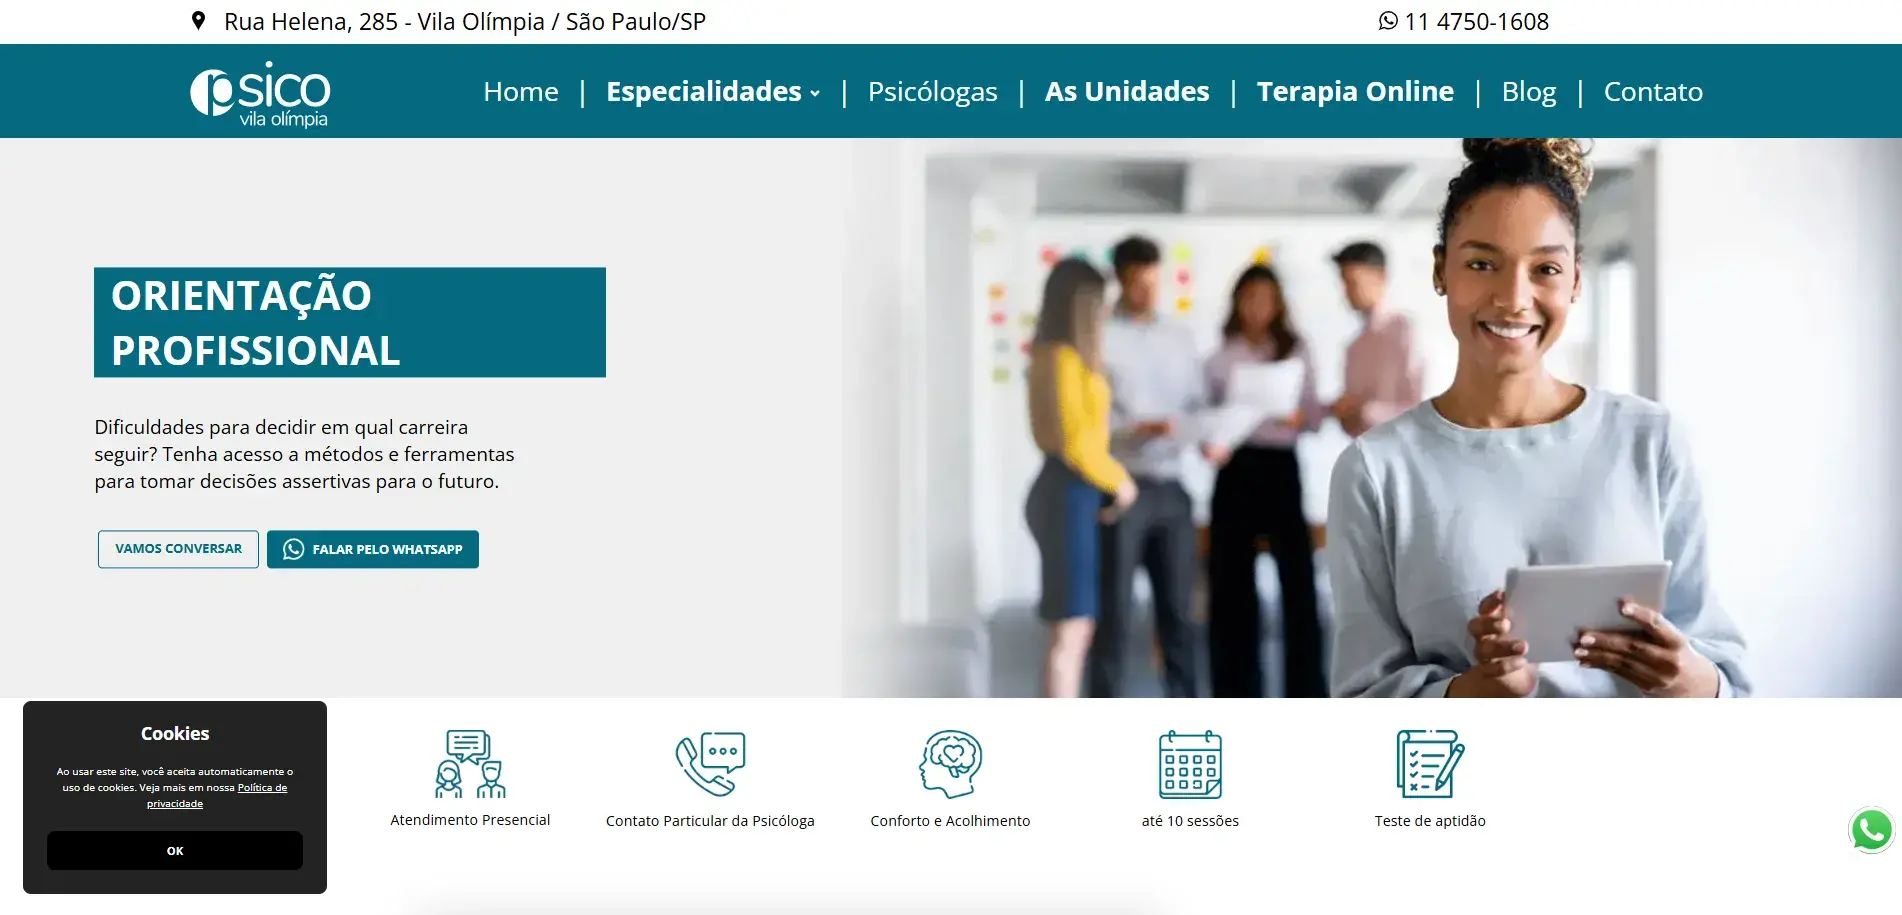 Rua Helena, 285 - Vila Olímpia / São Paulo/SP
11 4750-1608
psico
vila olímpia
Home | Especialidades | Psicólogas | As Unidades | Terapia Online | Blog | Contato
ORIENTAÇÃO
PROFISSIONAL
Dificuldades para decidir em qual carreira
seguir? Tenha acesso a métodos e ferramentas
para tomar decisões assertivas para o futuro.
VAMOS CONVERSAR
FALAR PELO WHATSAPP
Cookies
Ao usar este site, você aceita automaticamente o
uso de cookies. Veja mais em nossa Política de
privacidade
OK
Atendimento Presencial
Contato Particular da Psicóloga
Conforto e Acolhimento
até 10 sessões
Teste de aptidão